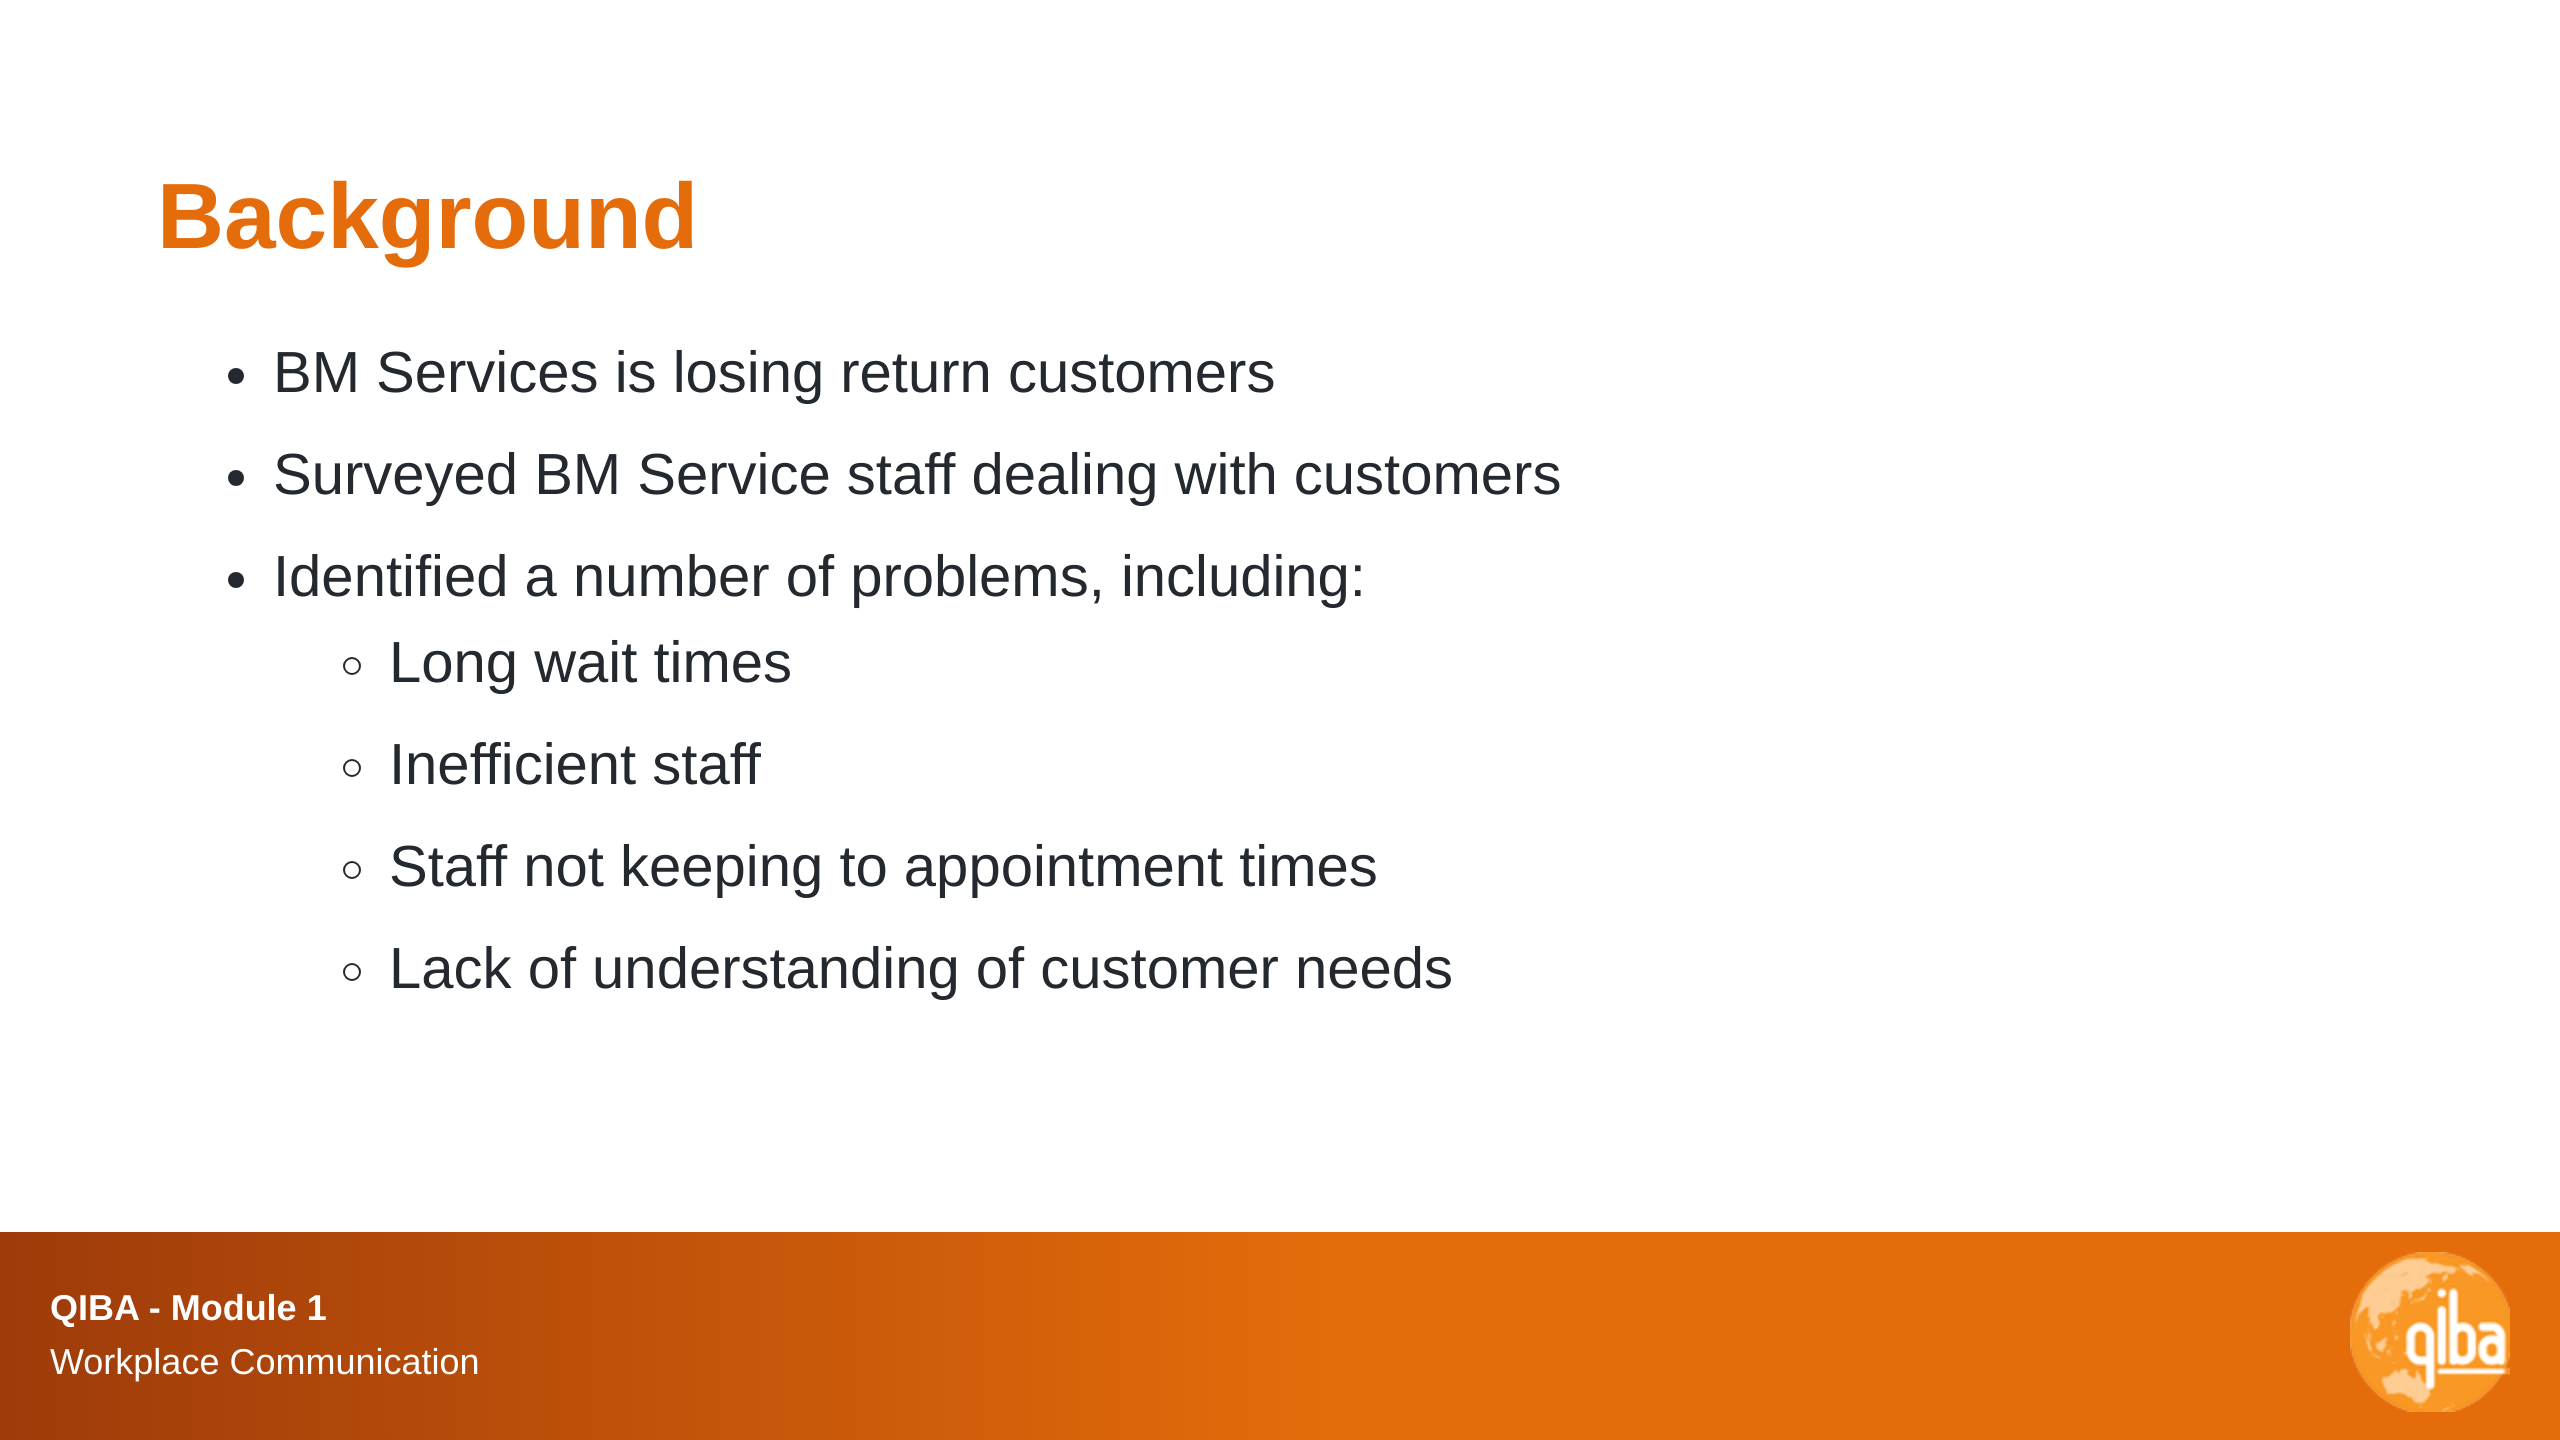 Background
BM Services is losing return customers
Surveyed BM Service staff dealing with customers
Identified a number of problems, including:
Long wait times
Inefficient staff
Staff not keeping to appointment times
Lack of understanding of customer needs
QIBA - Module 1
Workplace Communication
qiba